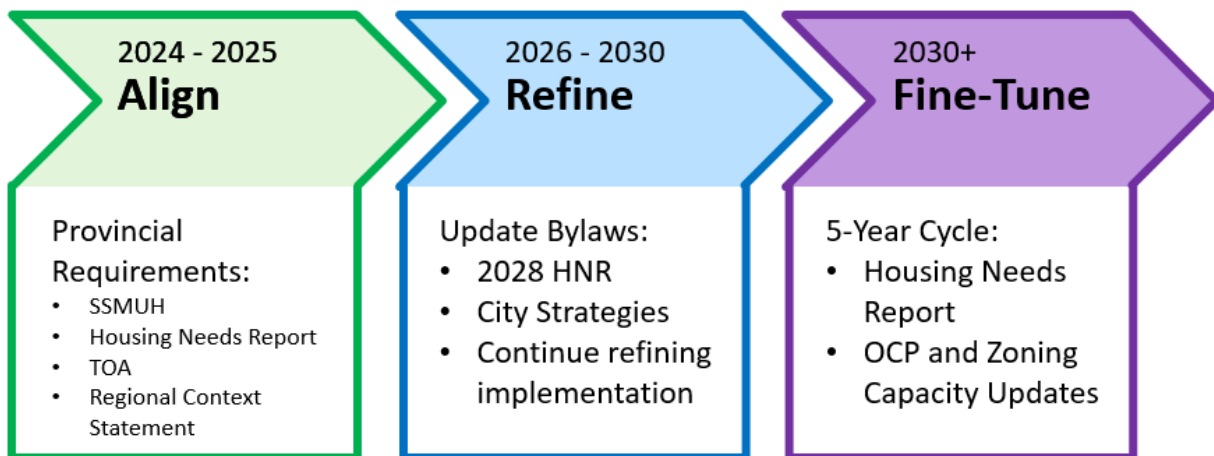 2024 - 2025
Align
Provincial
Requirements:
• SSMUH
• Housing Needs Report
• TOA
• Regional Context
Statement
2026 - 2030
Refine
Update Bylaws:
• 2028 HNR
• City Strategies
• Continue refining
implementation
2030+
Fine-Tune
5-Year Cycle:
• Housing Needs
Report
• OCP and Zoning
Capacity Updates